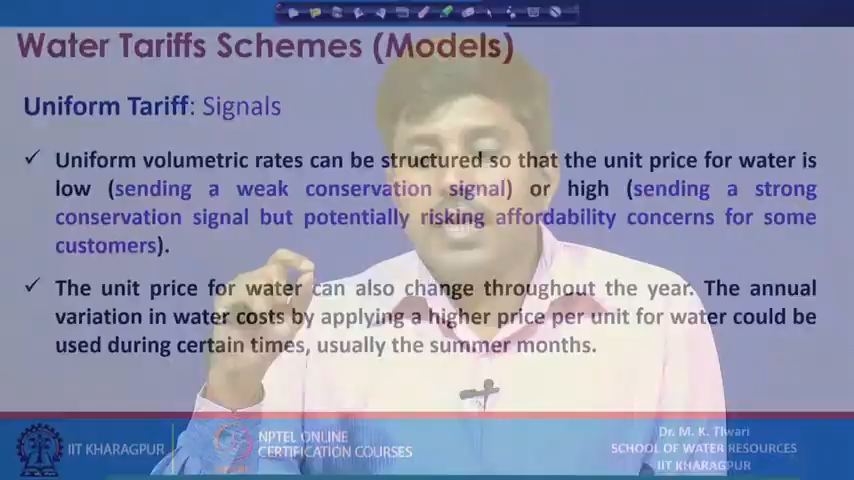 Water Tariffs Schemes (Models)
Uniform Tariff: Signals
✓ Uniform volumetric rates can be structured so that the unit price for water is
low (sending a weak conservation signal) or high (sending a strong
conservation signal but potentially risking affordability concerns for some
customers).
✓ The unit price for water can also change throughout the year. The annual
variation in water costs by applying a higher price per unit for water could be
used during certain times, usually the summer months.
IIT KHARAGPUR
NPTEL ONLINE
CERTIFICATION COURSES
Dr. M. K. Tiwari
SCHOOL OF WATER RESOURCES
IIT KHARAGPUR